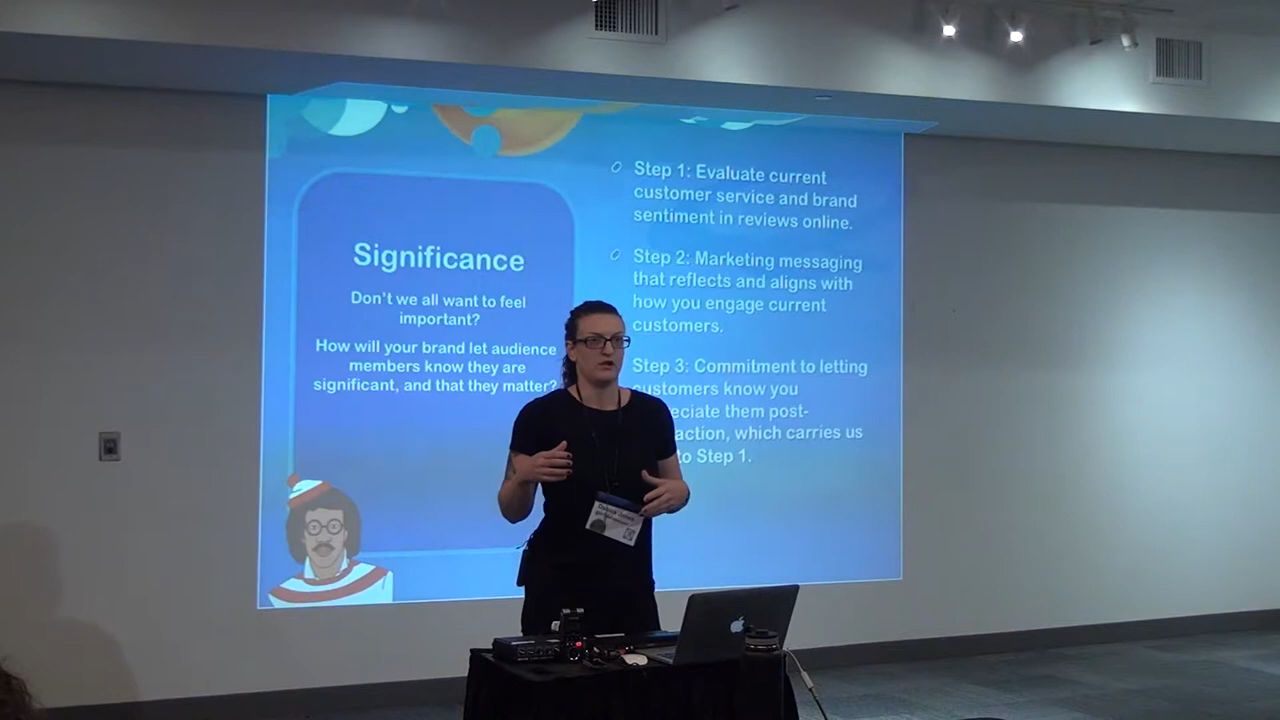 Significance
Don't we all want to feel
important?
How will your brand let audience
members know they are
significant, and that they matter?
Step 1: Evaluate current
customer service and brand
sentiment in reviews online.
Step 2: Marketing messaging
that reflects and aligns with
how you engage current
customers.
Step 3: Commitment to letting
customers know you
eciate them post-
action, which carries us
to Step 1.